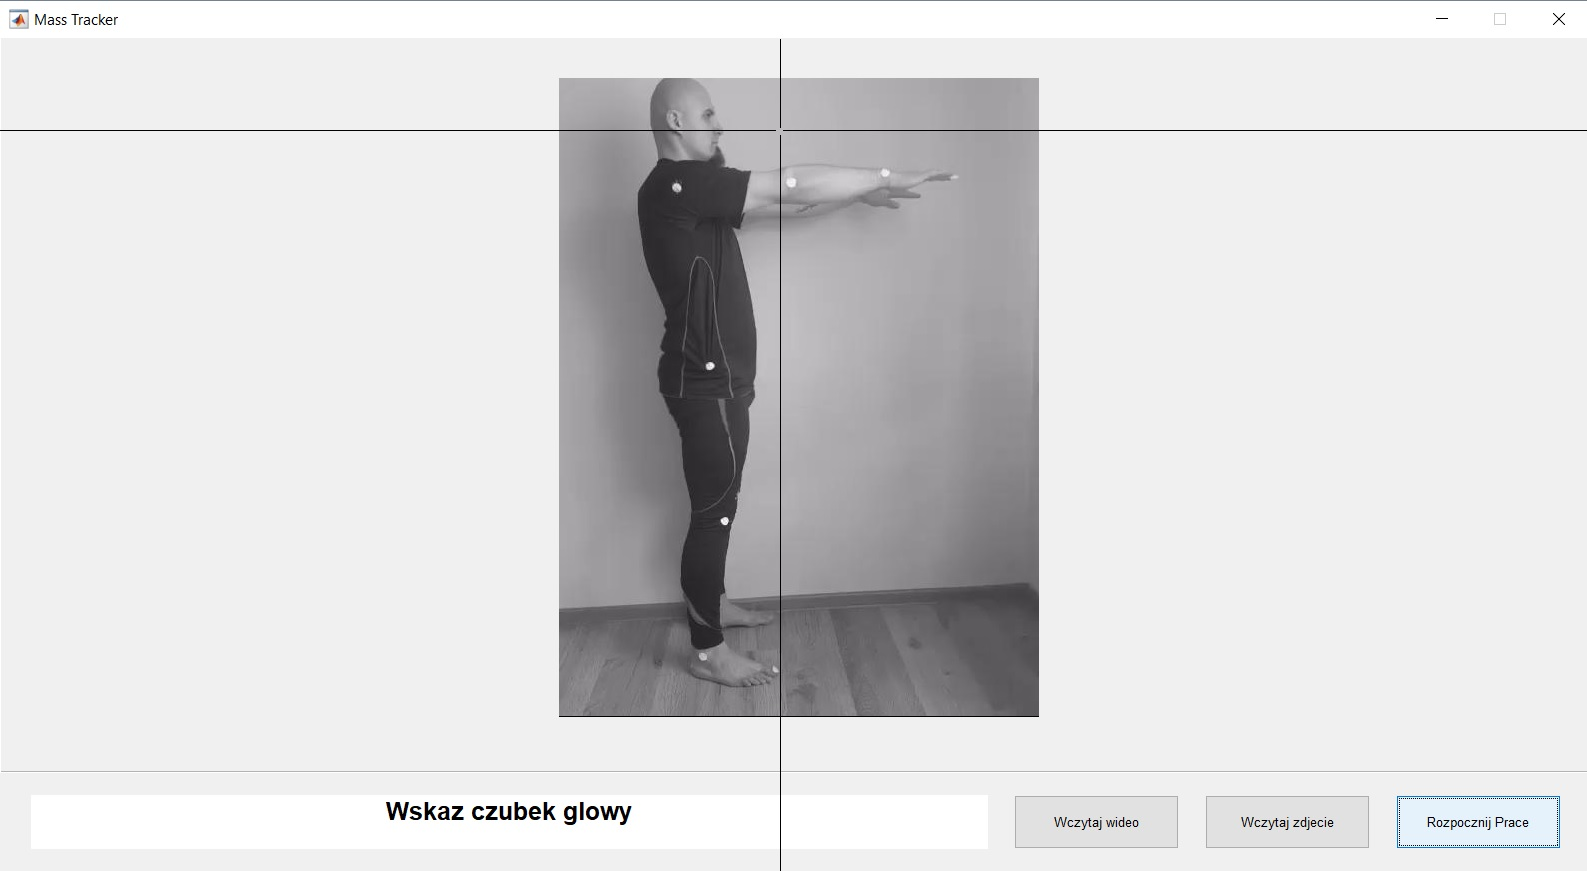 Mass Tracker
Wskaz czubek glowy
Wczytaj wideo
Wczytaj zdjecie
Rozpocznij Prace